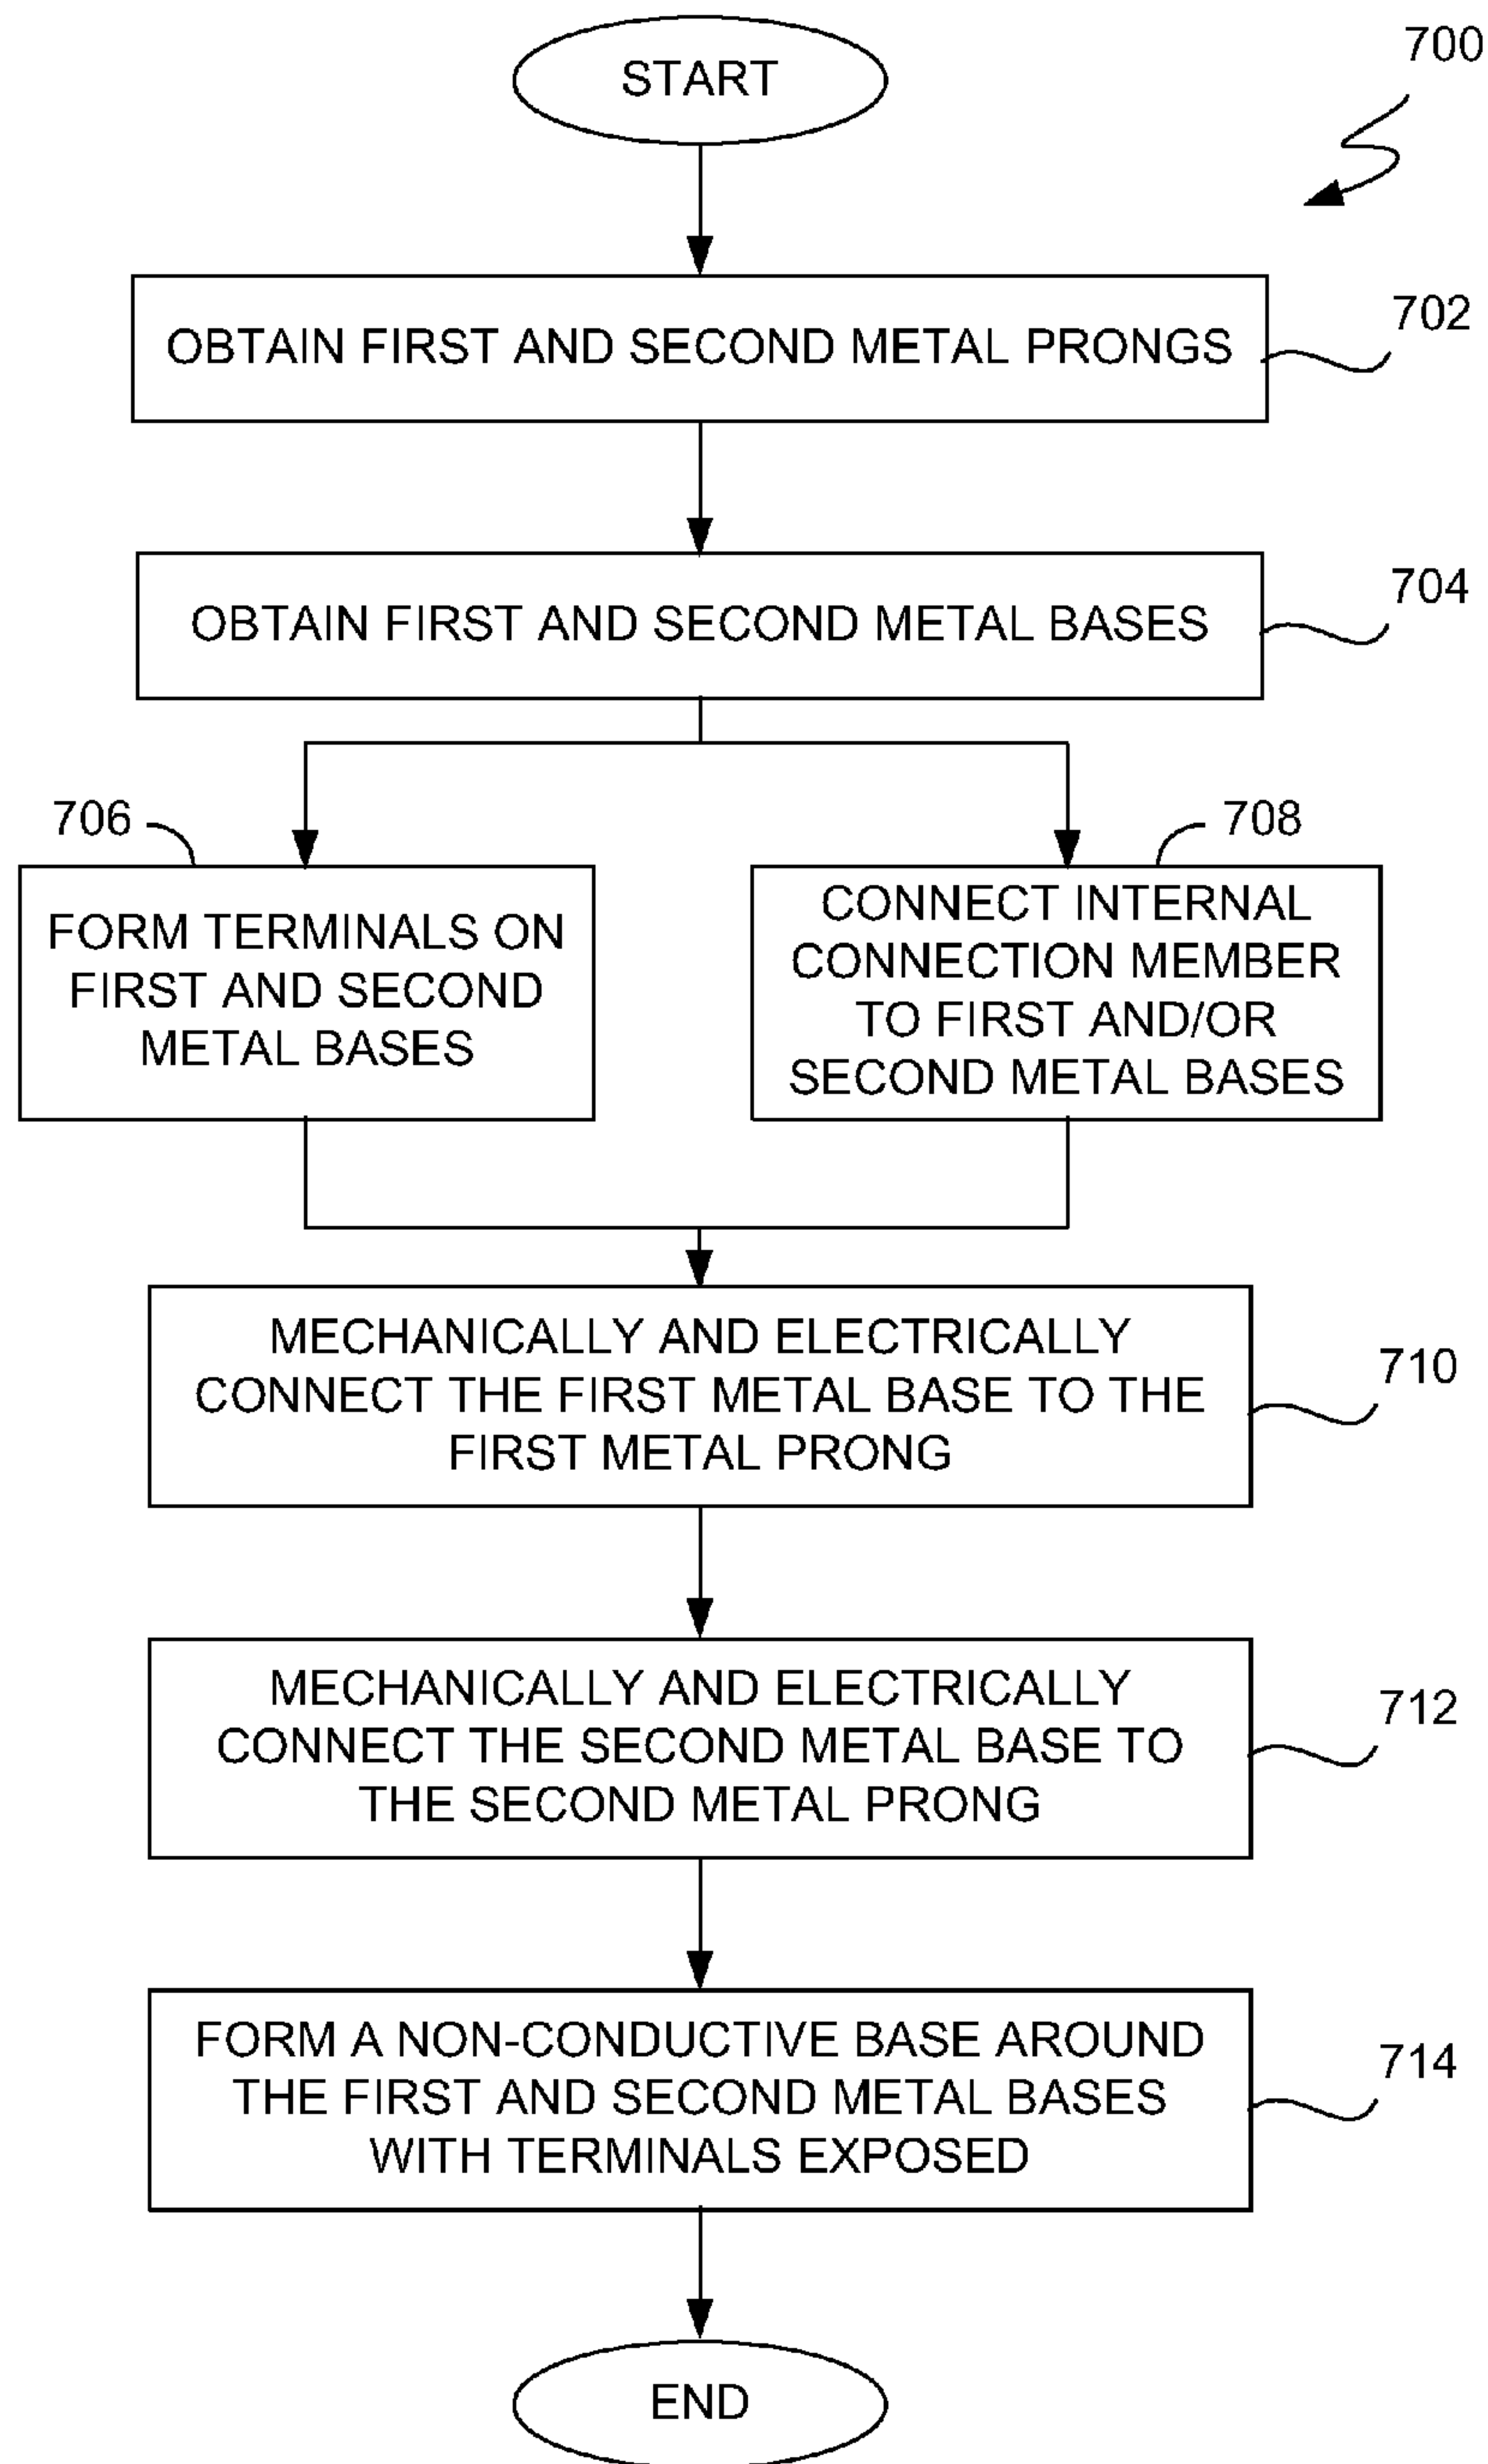 START
700
OBTAIN FIRST AND SECOND METAL PRONGS
702
OBTAIN FIRST AND SECOND METAL BASES
704
706
FORM TERMINALS ON
FIRST AND SECOND
METAL BASES
708
CONNECT INTERNAL
CONNECTION MEMBER
TO FIRST AND/OR
SECOND METAL BASES
MECHANICALLY AND ELECTRICALLY
CONNECT THE FIRST METAL BASE TO THE
FIRST METAL PRONG
710
MECHANICALLY AND ELECTRICALLY
CONNECT THE SECOND METAL BASE TO
THE SECOND METAL PRONG
712
FORM A NON-CONDUCTIVE BASE AROUND
THE FIRST AND SECOND METAL BASES
WITH TERMINALS EXPOSED
714
END